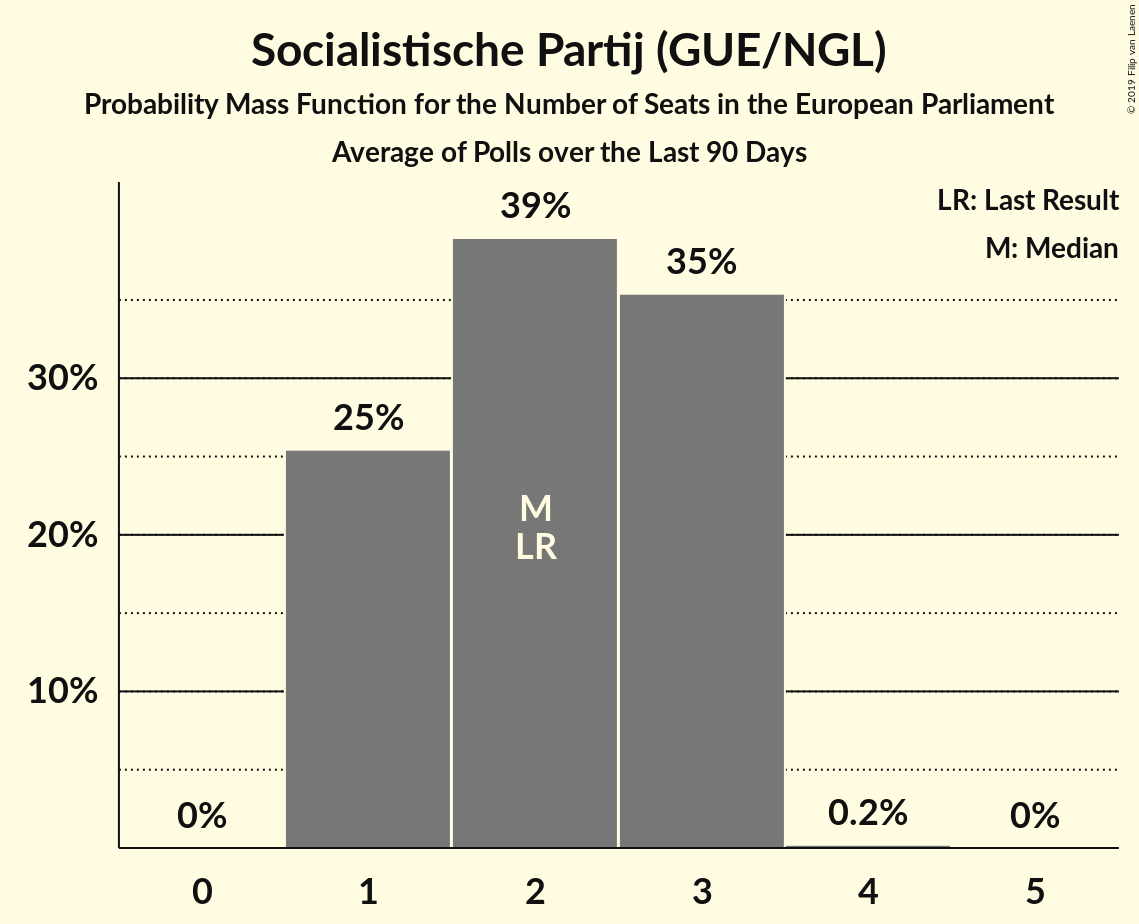 Socialistische Partij (GUE/NGL)
Probability Mass Function for the Number of Seats in the European Parliament
Average of Polls over the Last 90 Days
© 2019 Filip van Laenen
LR: Last Result
M: Median
39%
35%
30%
25%
20%
M
LR
10%
0%
0.2%
0%
0 1 2 3 4 5